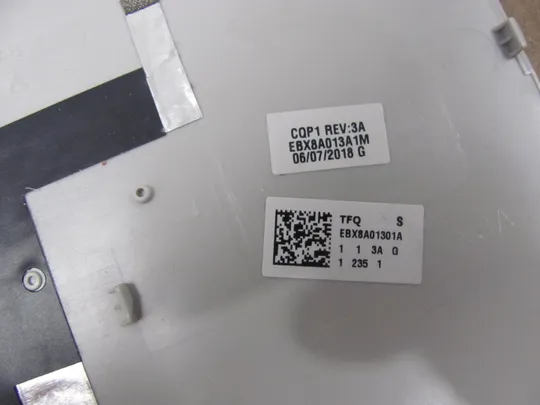 CQP1 REV:3A
EBX8A013A1M
06/07/2018 G
TFQ S
EBX8A01301A
1 1 3A G
1 235 1